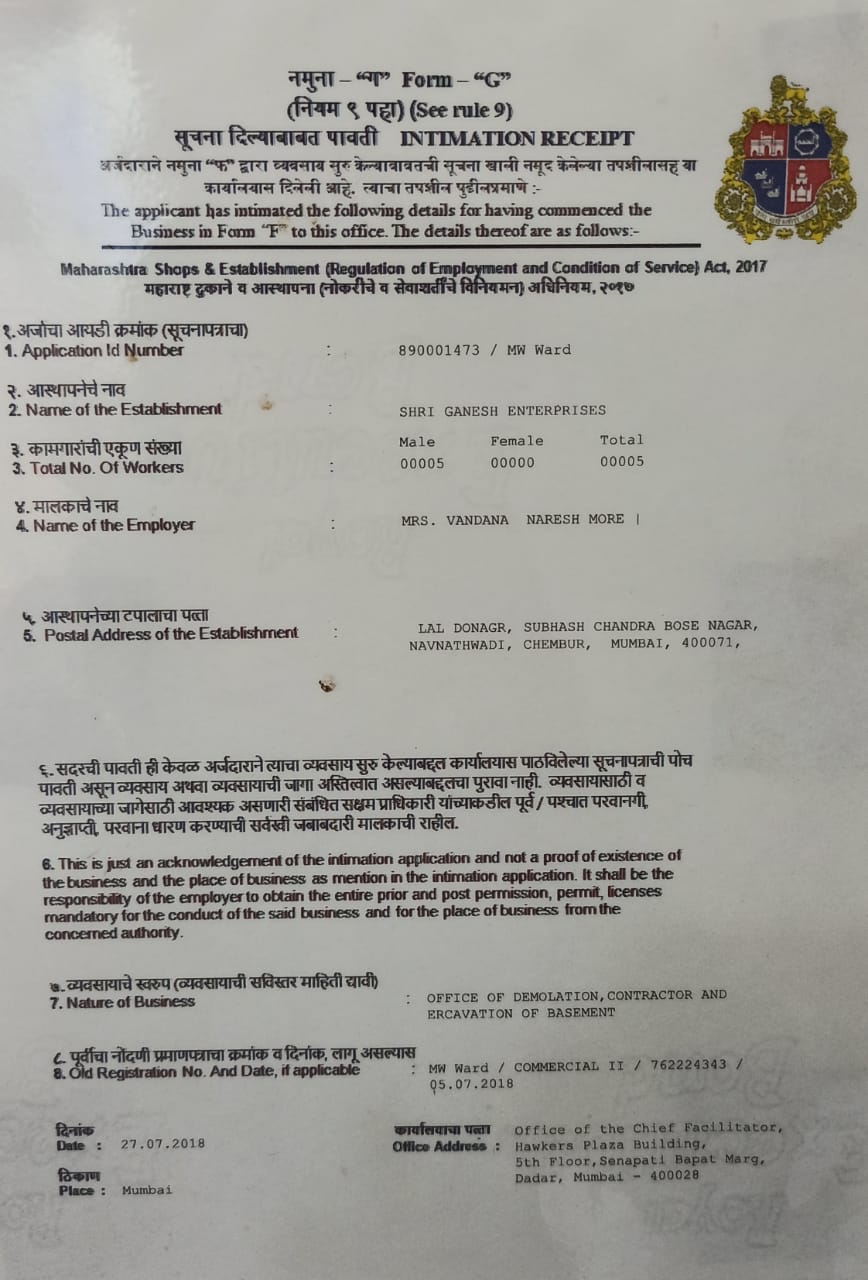 नमुना – “ग” Form – “G”
(नियम ९ पहा) (See rule 9)
सूचना दिल्याबाबत पावती INTIMATION RECEIPT
अर्जदाराने नमुना “फ” द्वारा व्यवसाय सुरु केल्याबाबतची सूचना खाली नमूद केलेल्या तपशीलासह या
कार्यालयास दिलेली आहे. त्याचा तपशील पुढीलप्रमाणे :-
The applicant has intimated the following details for having commenced the
Business in Form “F” to this office. The details thereof are as follows:-
Maharashtra Shops & Establishment (Regulation of Employment and Condition of Service) Act, 2017
महाराष्ट्र दुकाने व आस्थापना (नोकरीचे व सेवाशर्तीचे विनियमन) अधिनियम, २०१७
१. अर्जाचा आयडी क्रमांक (सूचनापत्राचा)
1. Application Id Number : 890001473 / MW Ward
२. आस्थापनेचे नाव
2. Name of the Establishment : SHRI GANESH ENTERPRISES
३. कामगारांची एकूण संख्या Male Female Total
3. Total No. Of Workers : 00005 00000 00005
४. मालकाचे नाव
4. Name of the Employer : MRS. VANDANA NARESH MORE |
५. आस्थापनेच्या टपालाचा पत्ता
5. Postal Address of the Establishment : LAL DONAGR, SUBHASH CHANDRA BOSE NAGAR,
NAVNATHWADI, CHEMBUR, MUMBAI, 400071,
६. सदरची पावती ही केवळ अर्जदाराने त्याचा व्यवसाय सुरु केल्याबद्दल कार्यालयास पाठविलेल्या सूचनापत्राची पोच
पावती असून व्यवसाय अथवा व्यवसायाची जागा अस्तित्वात असल्याबद्दलचा पुरावा नाही. व्यवसायासाठी व
व्यवसायाच्या जागेसाठी आवश्यक असणारी संबंधित सक्षम प्राधिकारी यांच्याकडील पूर्व / पश्चात परवानगी,
अनुज्ञाप्ती, परवाना धारण करण्याची सर्वस्वी जबाबदारी मालकाची राहील.
6. This is just an acknowledgement of the intimation application and not a proof of existence of
the business and the place of business as mention in the intimation application. It shall be the
responsibility of the employer to obtain the entire prior and post permission, permit, licenses
mandatory for the conduct of the said business and for the place of business from the
concerned authority.
७. व्यवसायाचे स्वरुप (व्यवसायाची सविस्तर माहिती द्यावी)
7. Nature of Business : OFFICE OF DEMOLATION,CONTRACTOR AND
ERCAVATION OF BASEMENT
८. पूर्वीचा नोंदणी प्रमाणपत्राचा क्रमांक व दिनांक, लागू असल्यास
8. Old Registration No. And Date, if applicable : MW Ward / COMMERCIAL II / 762224343 /
05.07.2018
दिनांक
Date : 27.07.2018
ठिकाण
Place : Mumbai
कार्यालयाचा पत्ता Office of the Chief Facilitator,
Office Address : Hawkers Plaza Building,
5th Floor,Senapati Bapat Marg,
Dadar, Mumbai - 400028